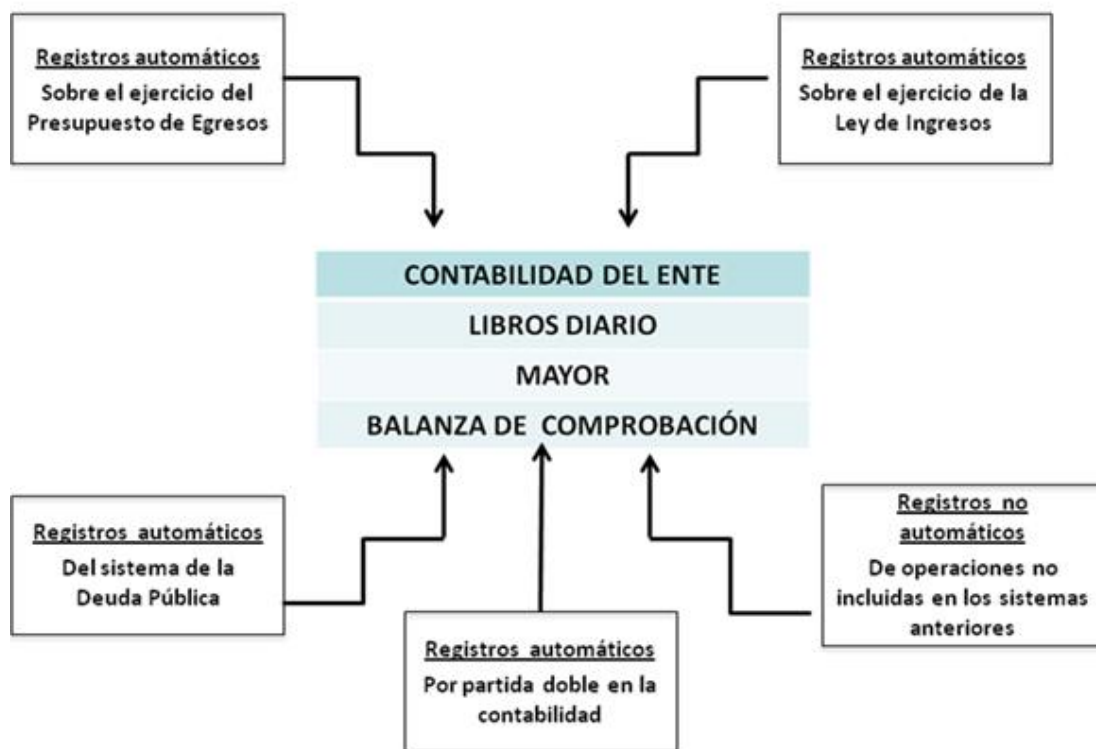 Registros automáticos
Sobre el ejercicio del
Presupuesto de Egresos
Registros automáticos
Sobre el ejercicio de la
Ley de Ingresos
CONTABILIDAD DEL ENTE
LIBROS DIARIO
MAYOR
BALANZA DE COMPROBACIÓN
Registros automáticos
Del sistema de la
Deuda Pública
Registros automáticos
Por partida doble en la
contabilidad
Registros no
automáticos
De operaciones no
incluidas en los sistemas
anteriores